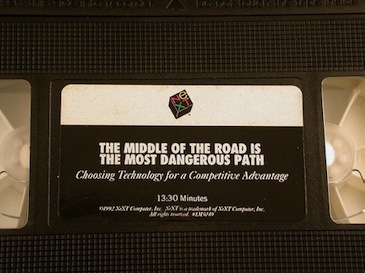 NeXT
THE MIDDLE OF THE ROAD IS
THE MOST DANGEROUS PATH
Choosing Technology for a Competitive Advantage
13:30 Minutes
©1992 NeXT Computer, Inc. NeXT is a trademark of NeXT Computer, Inc.
All rights reserved.